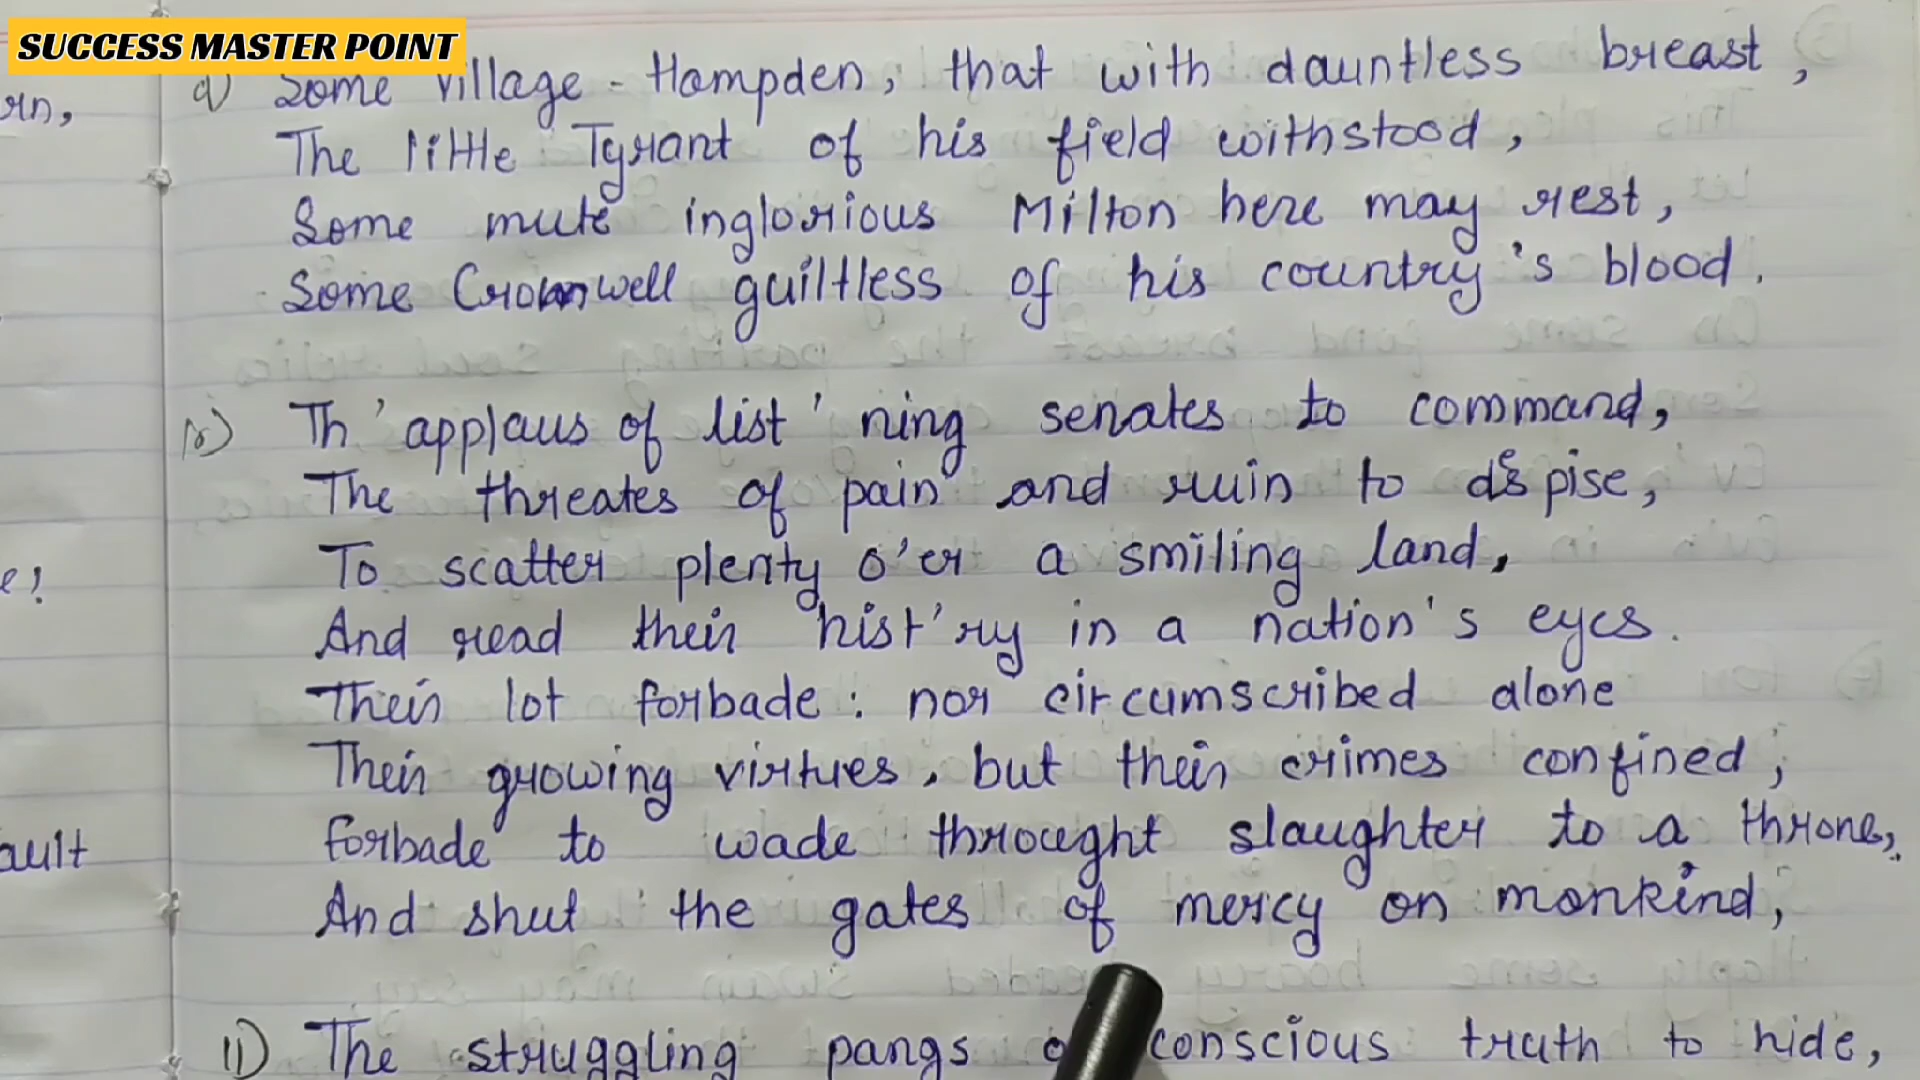 SUCCESS MASTER POINT
rn,
9) Some village - Hampden, that with dauntless breast,
The little Tyrant of his field withstood,
Some mute inglorious Milton here may rest,
Some Cromwell guiltless of his country's blood.
Th' applaus of list' ning senates to command,
The threates of pain and ruin to despise,
To scatter plenty o'er a smiling land,
e!
And read their hist'ry in a nation's eyes.
Their lot forbade: nor circumscribed alone
Their growing virtues, but their crimes confined;
ault
forbade to wade throught slaughter to a throne,
And shut the gates of mercy on mankind,
11) The struggling pangs conscious truth to hide,